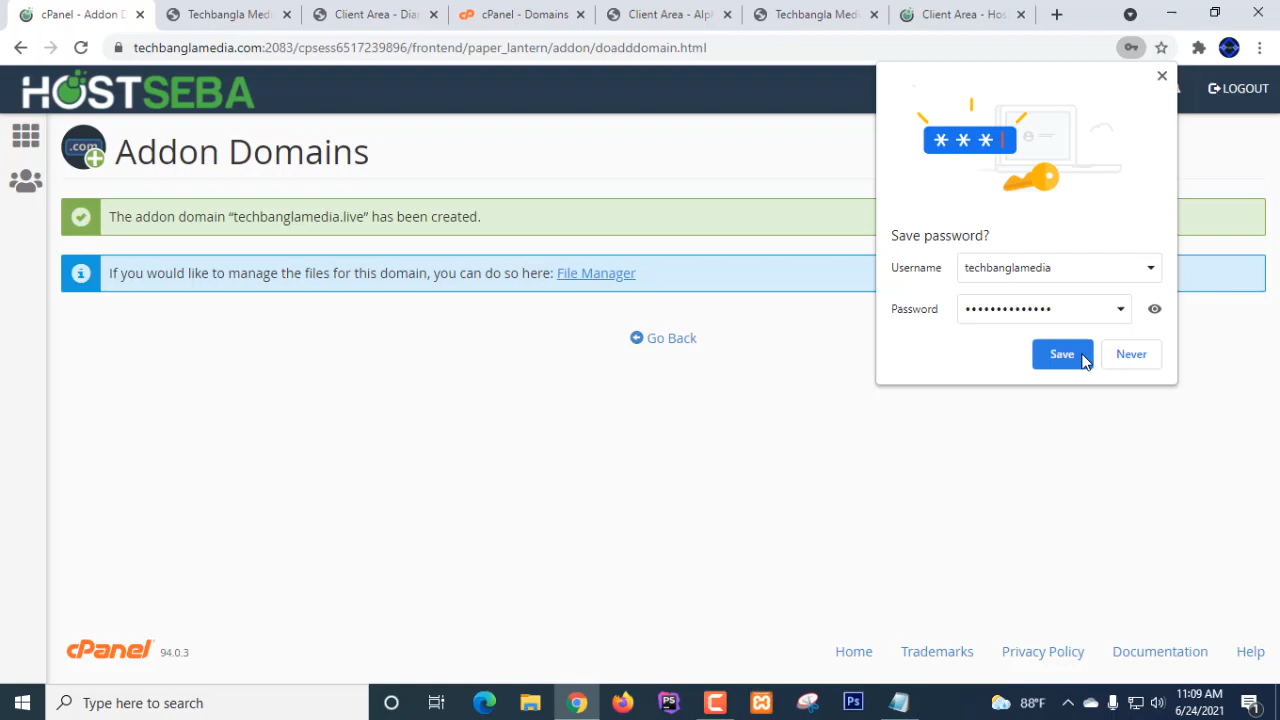 cPanel - Addon D
Techbangla Med
Client Area - Dia
cPanel - Domains
Client Area - Alp
Techbangla Med
Client Area - Hos
techbanglamedia.com:2083/cpsess6517239896/frontend/paper_lantern/addon/doadddomain.html
HOSTSEBA
LOGOUT
.com
Addon Domains
* * *
The addon domain “techbanglamedia.live” has been created.
Save password?
Username
techbanglamedia
If you would like to manage the files for this domain, you can do so here: File Manager
Password
••••••••••••••
Go Back
Save
Never
cPanel 94.0.3
Home
Trademarks
Privacy Policy
Documentation
Help
Type here to search
Ps
88°F
11:09 AM
6/24/2021
1